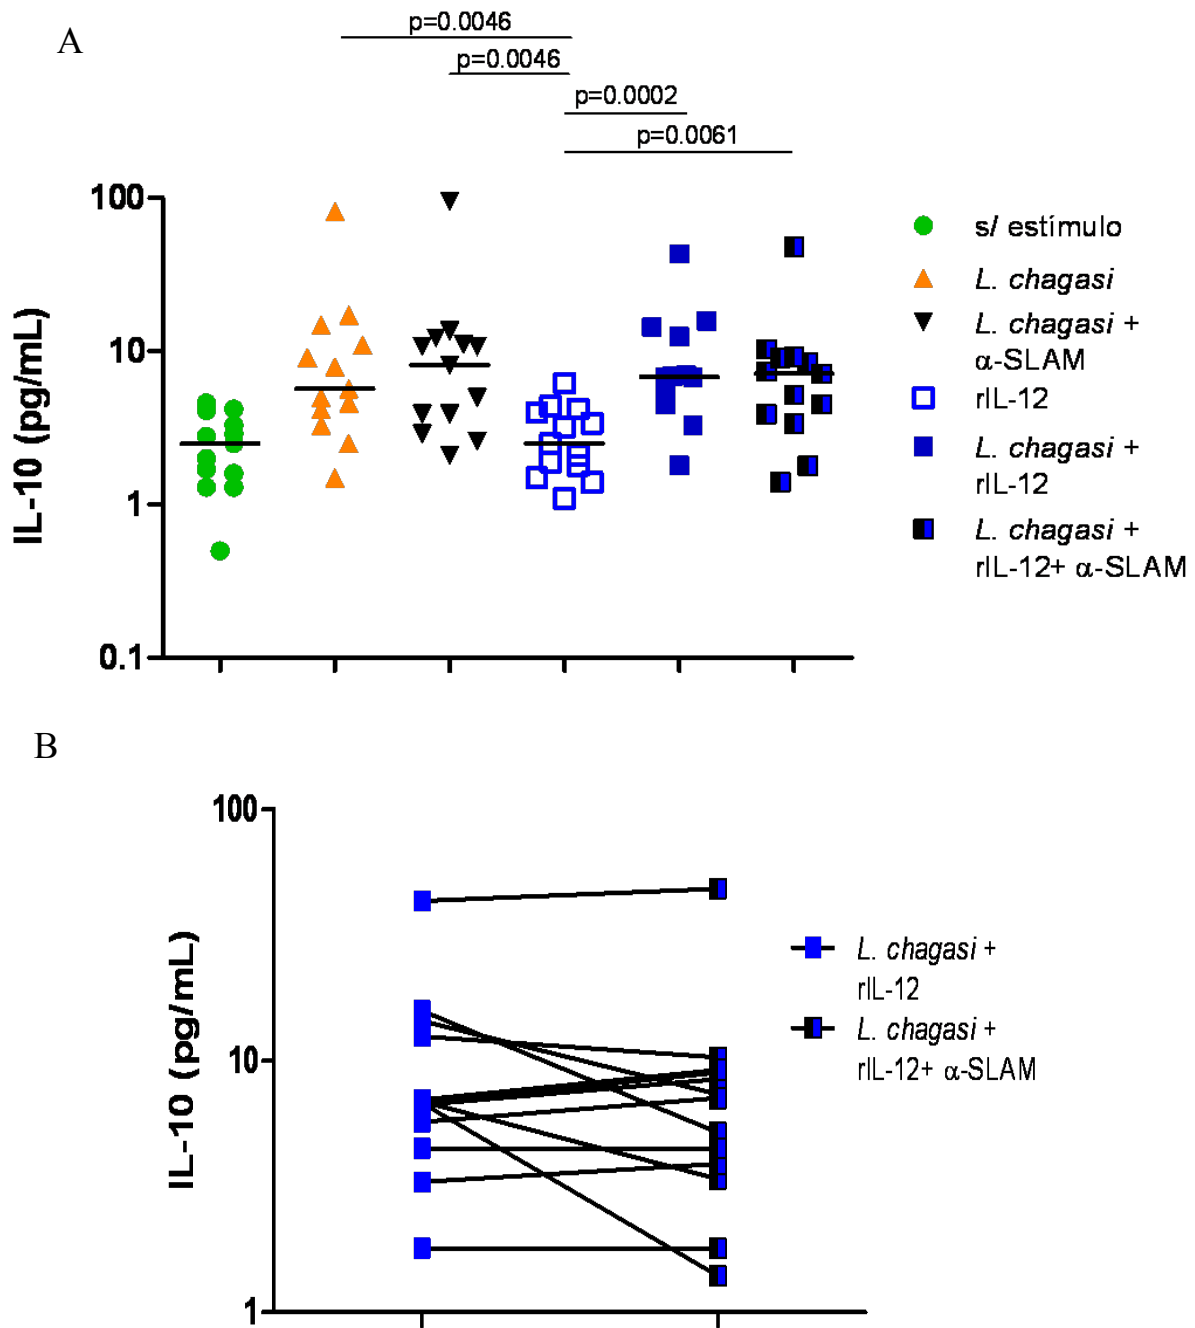 A
p=0.0046
p=0.0046
p=0.0002
p=0.0061
IL-10 (pg/mL)
100
10
1
0.1
s/ estímulo
L. chagasi
L. chagasi +
α-SLAM
rIL-12
L. chagasi +
rIL-12
L. chagasi +
rIL-12+ α-SLAM
B
IL-10 (pg/mL)
100
10
1
L. chagasi +
rIL-12
L. chagasi +
rIL-12+ α-SLAM